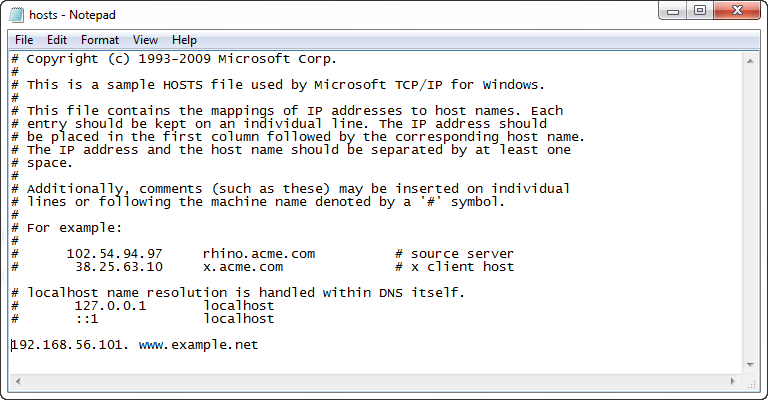 hosts - Notepad
File Edit Format View Help
# Copyright (c) 1993-2009 Microsoft Corp.
#
# This is a sample HOSTS file used by Microsoft TCP/IP for Windows.
#
# This file contains the mappings of IP addresses to host names. Each
# entry should be kept on an individual line. The IP address should
# be placed in the first column followed by the corresponding host name.
# The IP address and the host name should be separated by at least one
# space.
#
# Additionally, comments (such as these) may be inserted on individual
# lines or following the machine name denoted by a '#' symbol.
#
# For example:
#
#      102.54.94.97     rhino.acme.com          # source server
#       38.25.63.10     x.acme.com              # x client host

# localhost name resolution is handled within DNS itself.
#       127.0.0.1       localhost
#       ::1             localhost

192.168.56.101. www.example.net